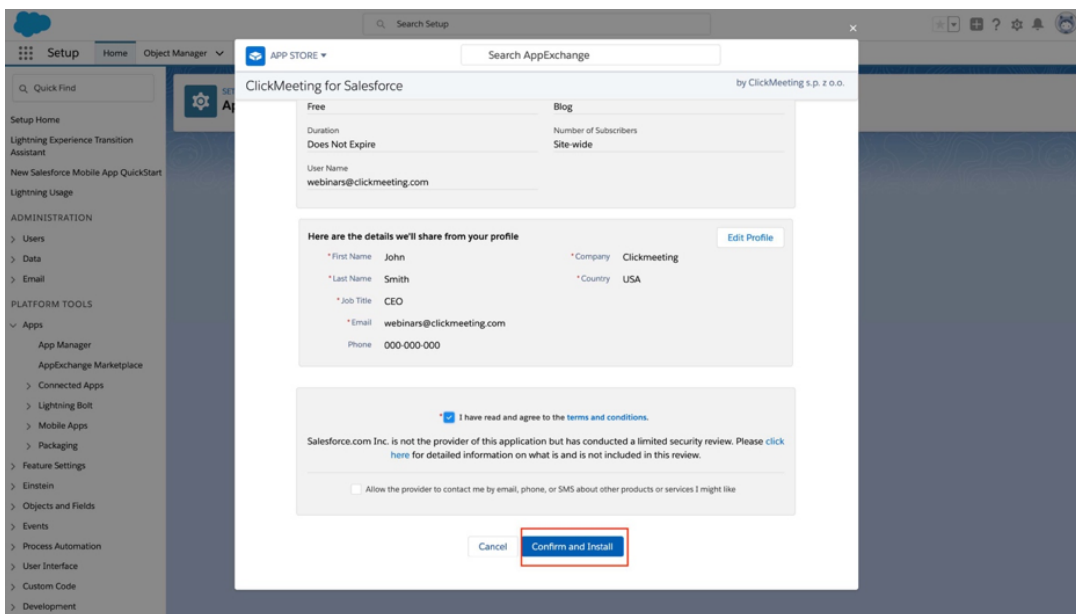 Search Setup
Setup
Home
Object Manager
Quick Find
Setup Home
Lightning Experience Transition
Assistant
New Salesforce Mobile App QuickStart
Lightning Usage
ADMINISTRATION
Users
Data
Email
PLATFORM TOOLS
Apps
App Manager
AppExchange Marketplace
Connected Apps
Lightning Bolt
Mobile Apps
Packaging
Feature Settings
Einstein
Objects and Fields
Events
Process Automation
User Interface
Custom Code
Development
SET
Ap
APP STORE
Search AppExchange
ClickMeeting for Salesforce
by ClickMeeting s.p. z o.o.
Free
Blog
Duration
Number of Subscribers
Does Not Expire
Site-wide
User Name
webinars@clickmeeting.com
Here are the details we'll share from your profile
Edit Profile
*First Name John
*Company Clickmeeting
*Last Name Smith
*Country USA
*Job Title CEO
*Email webinars@clickmeeting.com
Phone 000-000-000
* I have read and agree to the terms and conditions.
Salesforce.com Inc. is not the provider of this application but has conducted a limited security review. Please click
here for detailed information on what is and is not included in this review.
Allow the provider to contact me by email, phone, or SMS about other products or services I might like
Cancel
Confirm and Install